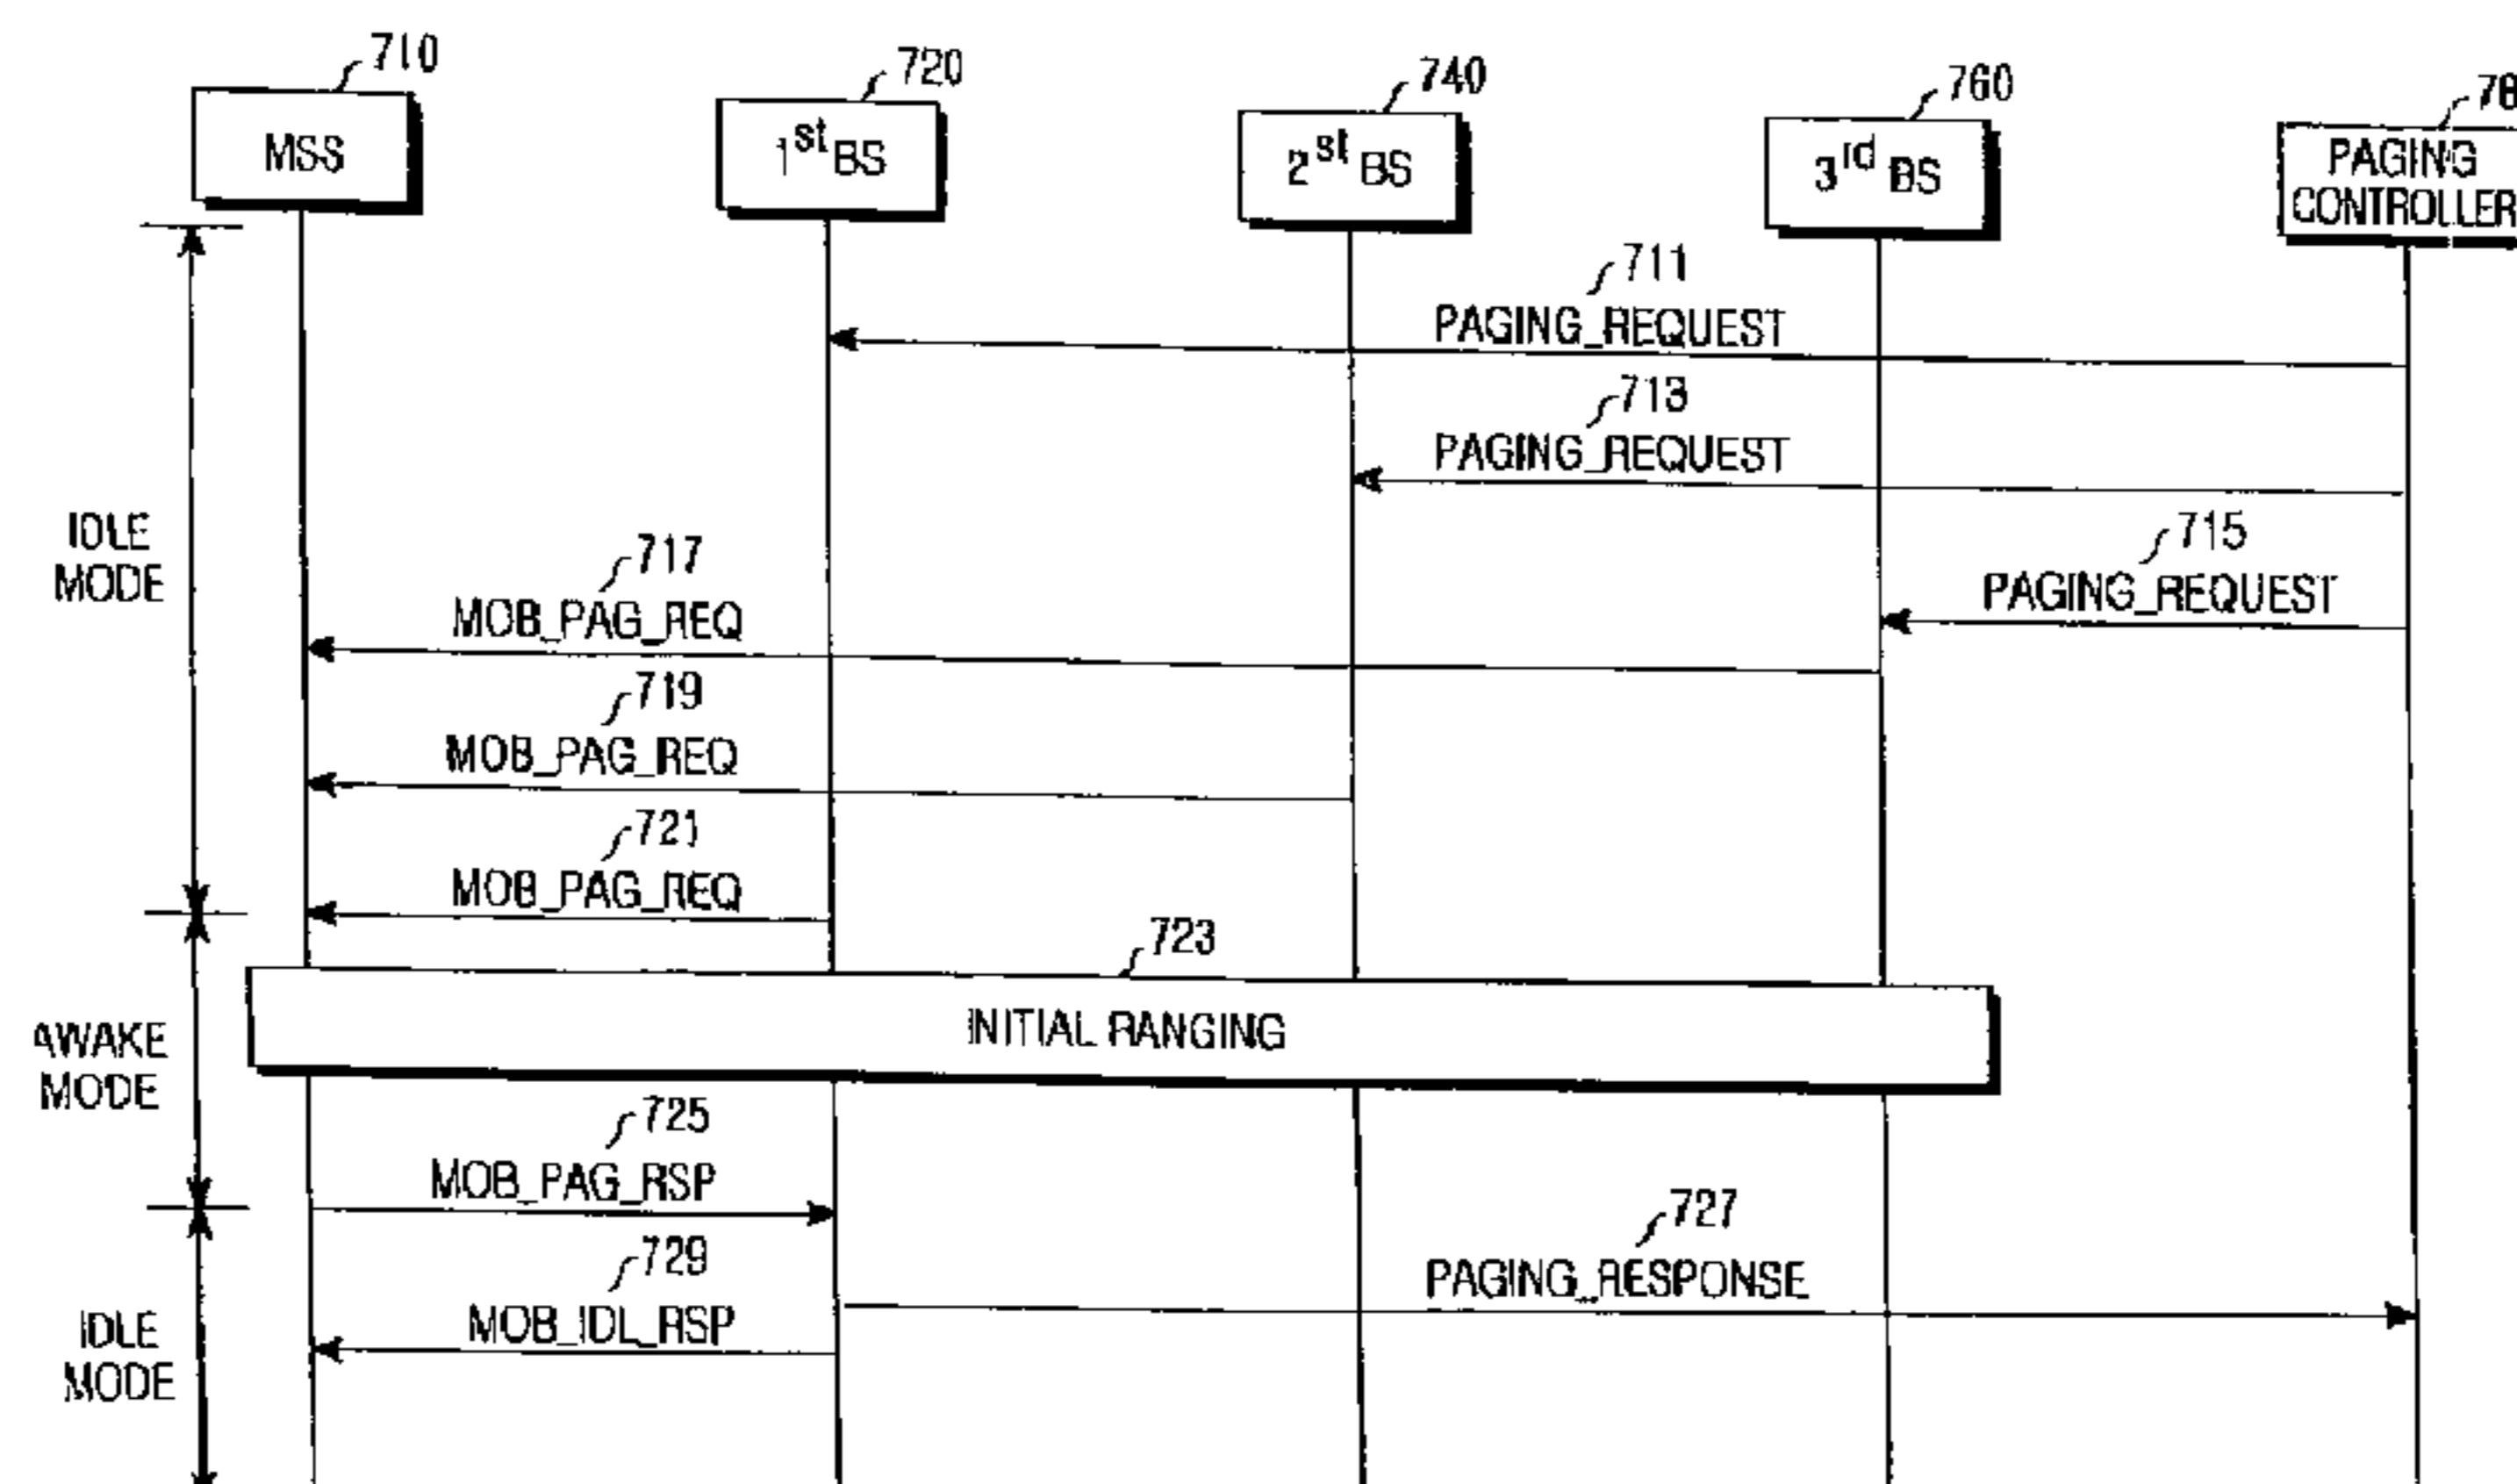 710
720
740
760
78
MSS
1st BS
2st BS
3rd BS
PAGING
CONTROLLER
711
PAGING_REQUEST
713
PAGING_REQUEST
715
PAGING_REQUEST
IDLE
MODE
717
MOB_PAG_REQ
719
MOB_PAG_REQ
721
MOB_PAG_REQ
723
INITIAL RANGING
AWAKE
MODE
725
MOB_PAG_RSP
727
PAGING_RESPONSE
729
MOB_IDL_RSP
IDLE
MODE